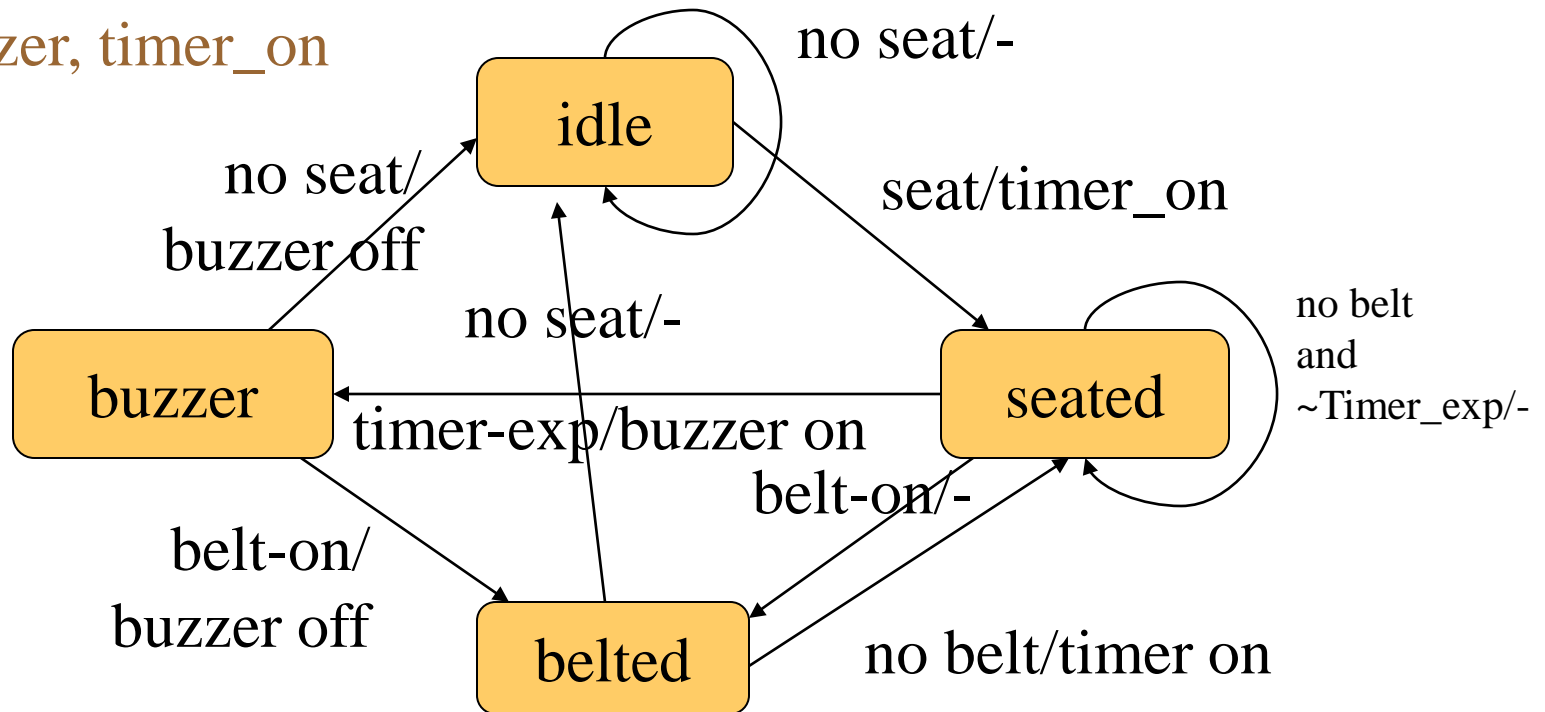 zer, timer_on
no seat/-
idle
no seat/
buzzer off
seat/timer_on
no seat/-
no belt
and
~Timer_exp/-
buzzer
seated
timer-exp/buzzer on
belt-on/-
belt-on/
buzzer off
belted
no belt/timer on